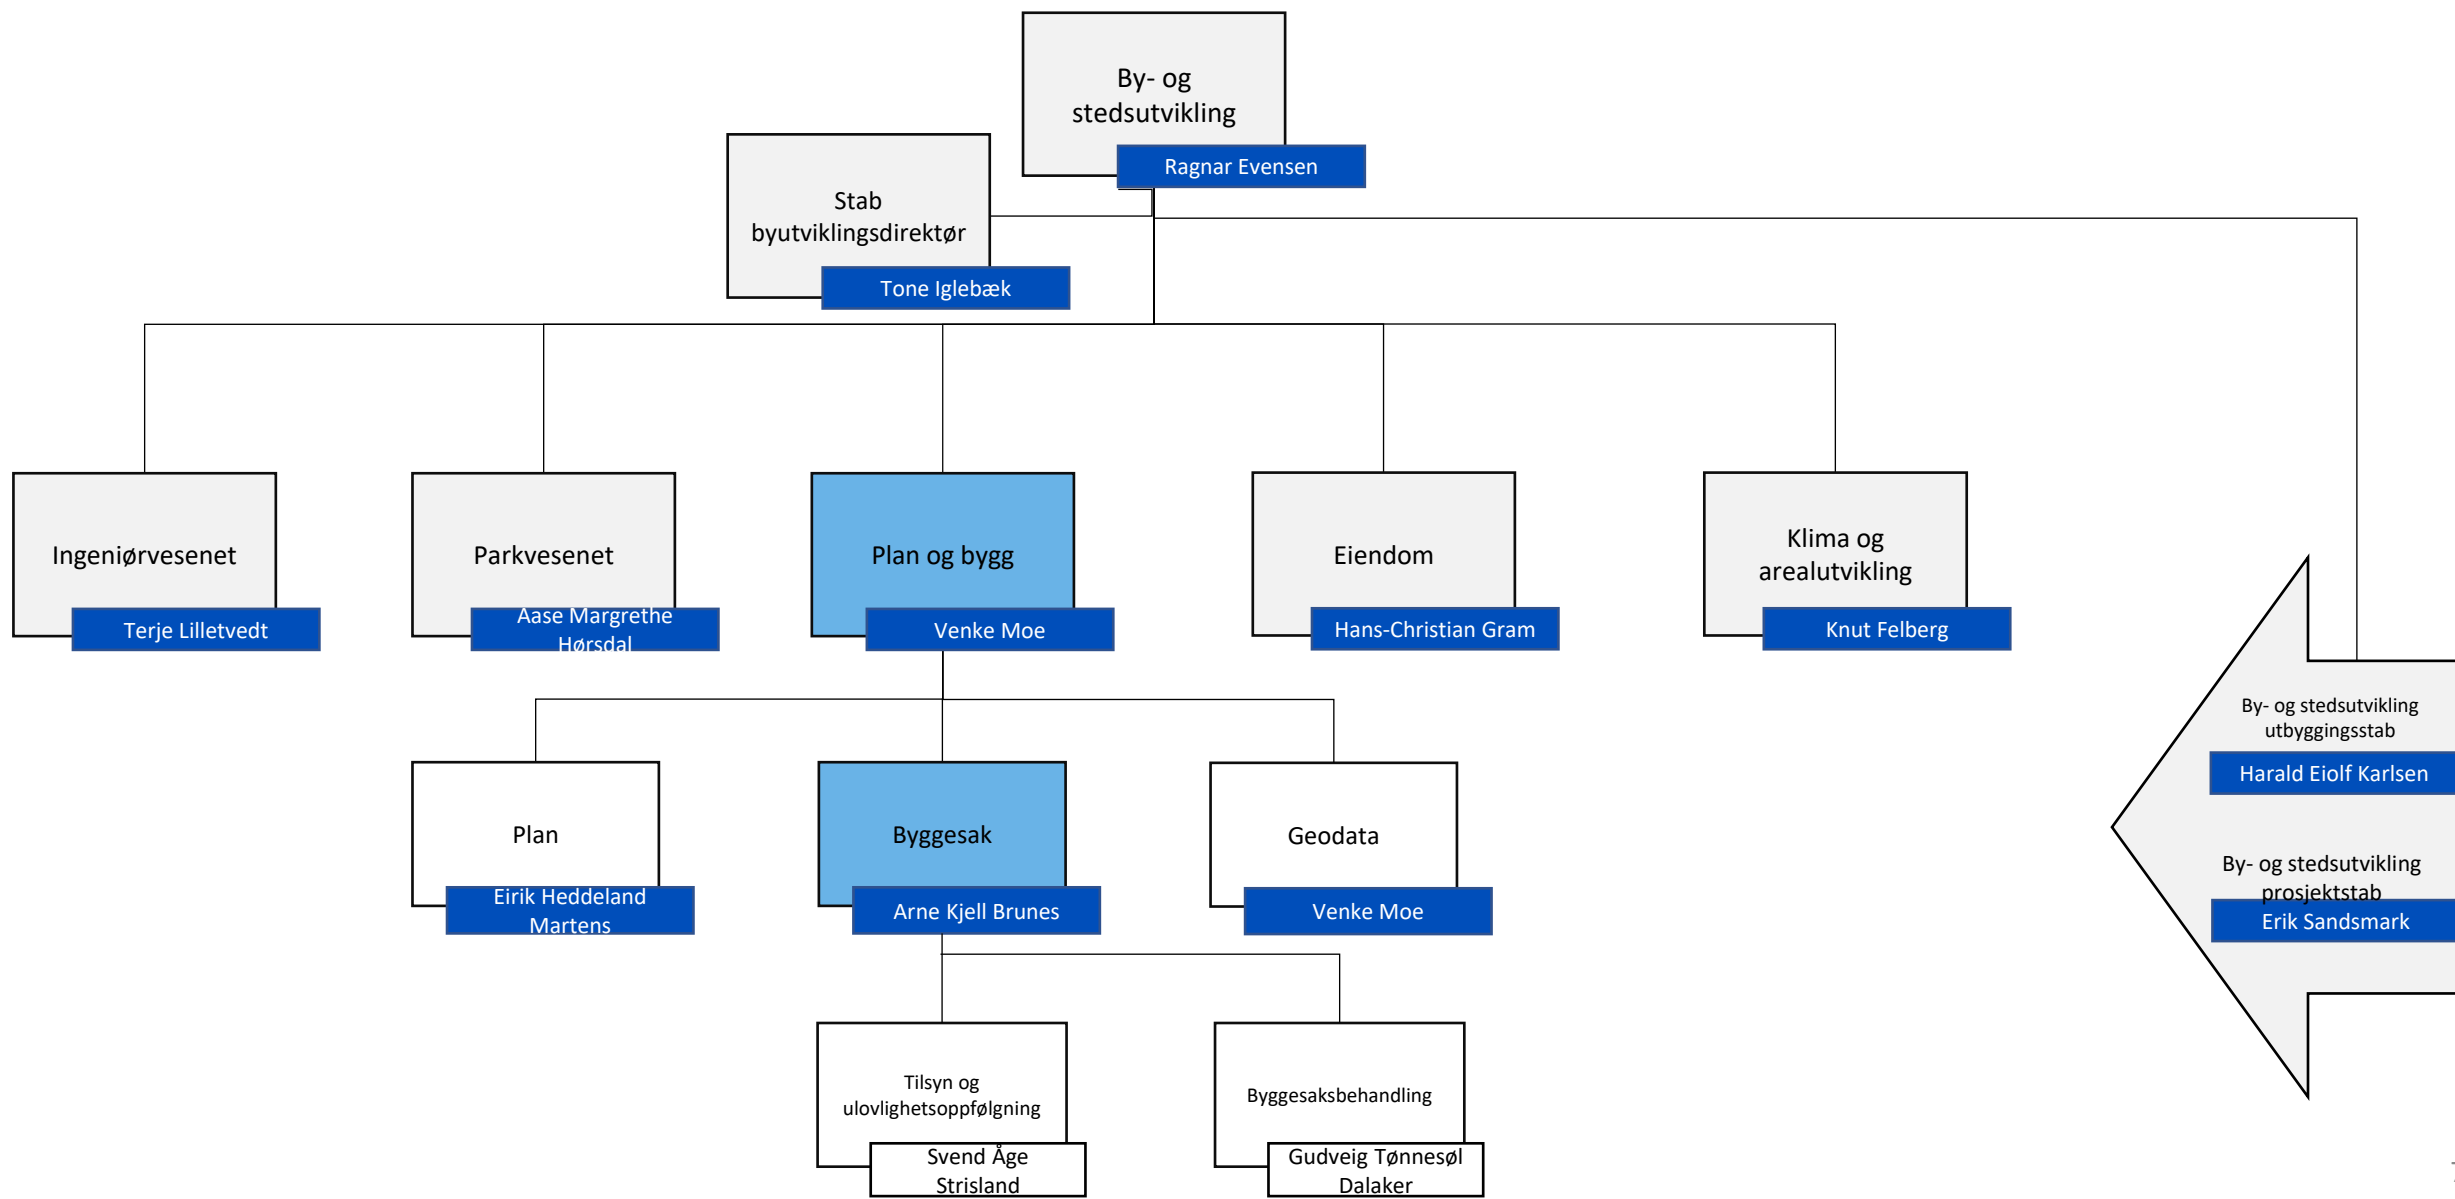 By- og
stedsutvikling
Ragnar Evensen
Stab
byutviklingsdirektør
Tone Iglebæk
Ingeniørvesenet
Terje Lilletvedt
Parkvesenet
Aase Margrethe
Hørsdal
Plan og bygg
Venke Moe
Eiendom
Hans-Christian Gram
Klima og
arealutvikling
Knut Felberg
By- og stedsutvikling
utbyggingsstab
Harald Eiolf Karlsen
By- og stedsutvikling
prosjektstab
Erik Sandsmark
Plan
Eirik Heddeland
Martens
Byggesak
Arne Kjell Brunes
Geodata
Venke Moe
Tilsyn og
ulovlighetsoppfølgning
Svend Åge
Strisland
Byggesaksbehandling
Gudveig Tønnesøl
Dalaker